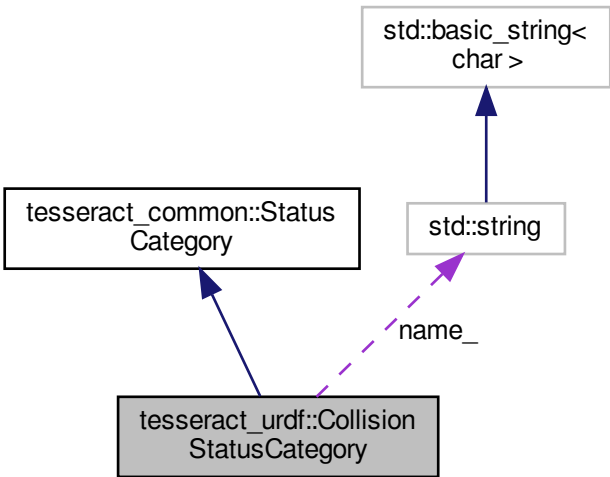 std::basic_string<
char >
tesseract_common::Status
Category
std::string
name_
tesseract_urdf::Collision
StatusCategory